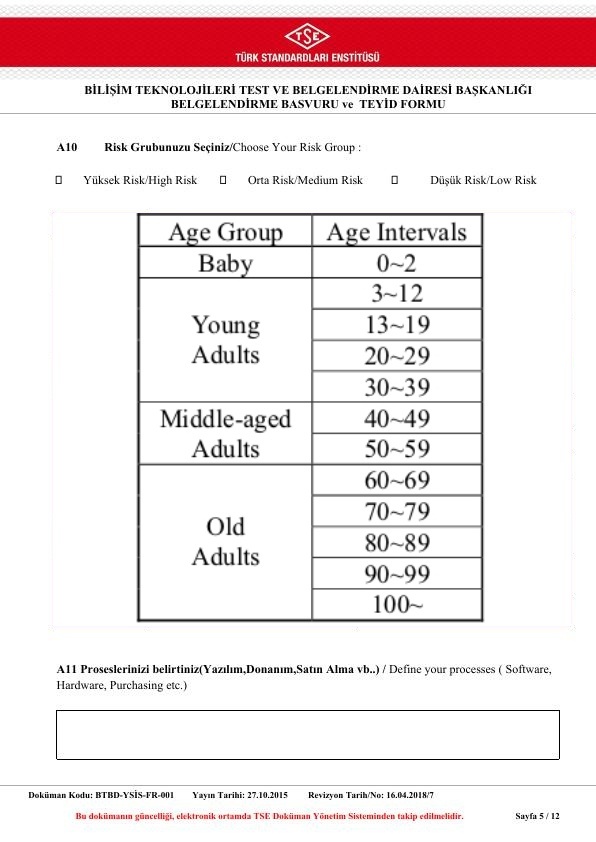 TSE
TÜRK STANDARDLARI ENSTİTÜSÜ
BİLİŞİM TEKNOLOJİLERİ TEST VE BELGELENDİRME DAİRESİ BAŞKANLIĞI
BELGELENDİRME BASVURU ve TEYİD FORMU
A10 Risk Grubunuzu Seçiniz/Choose Your Risk Group :
Yüksek Risk/High Risk Orta Risk/Medium Risk Düşük Risk/Low Risk
Age Group Age Intervals
Baby 0~2
3~12
Young 13~19
Adults 20~29
30~39
Middle-aged 40~49
Adults 50~59
60~69
70~79
Old
Adults
80~89
90~99
100~
A11 Proseslerinizi belirtiniz(Yazılım,Donanım,Satın Alma vb..) / Define your processes ( Software,
Hardware, Purchasing etc.)
Doküman Kodu: BTBD-YSİS-FR-001 Yayın Tarihi: 27.10.2015 Revizyon Tarih/No: 16.04.2018/7
Bu dokümanın güncelliği, elektronik ortamda TSE Doküman Yönetim Sisteminden takip edilmelidir. Sayfa 5 / 12